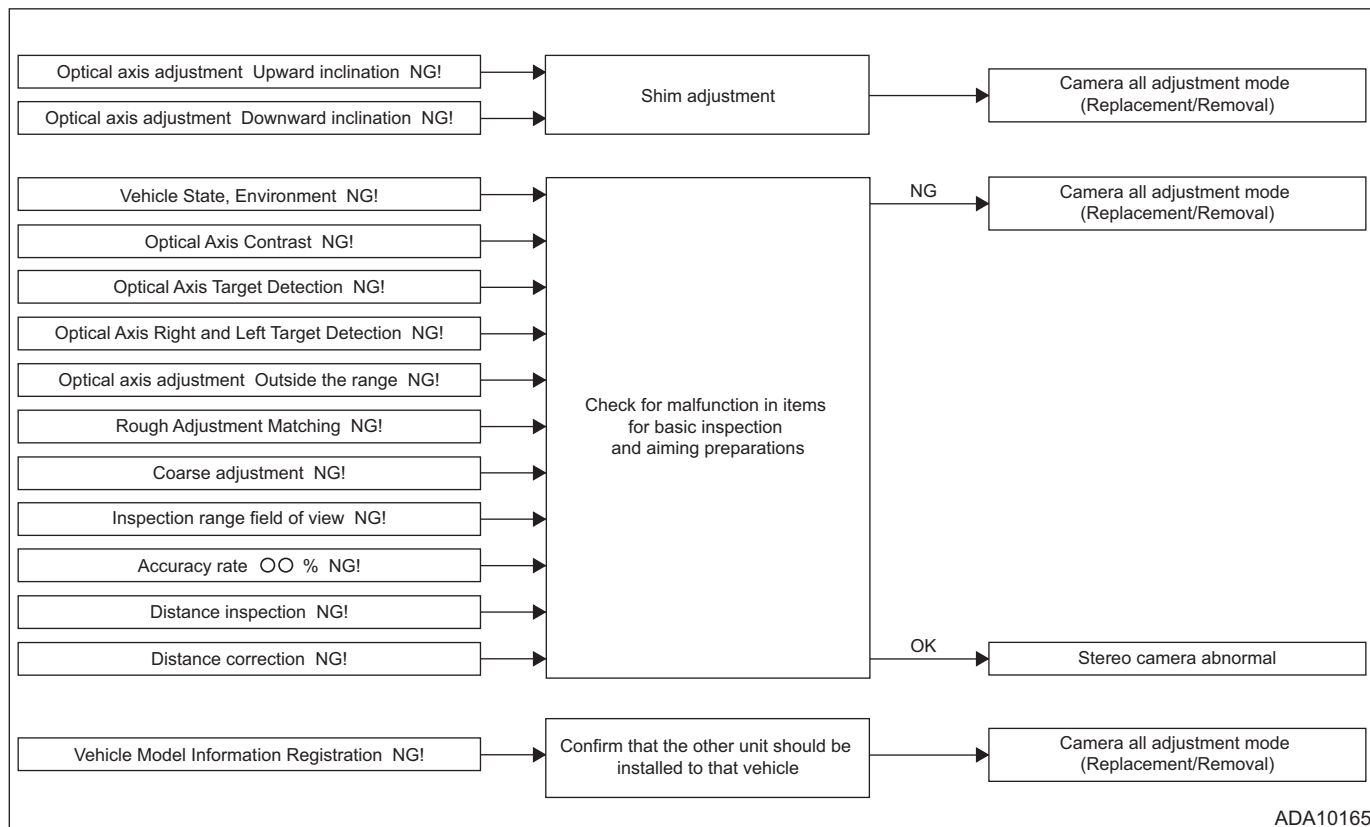 Optical axis adjustment  Upward inclination  NG!
Optical axis adjustment  Downward inclination  NG!
Shim adjustment
Camera all adjustment mode
(Replacement/Removal)
Vehicle State, Environment  NG!
Optical Axis Contrast  NG!
Optical Axis Target Detection  NG!
Optical Axis Right and Left Target Detection  NG!
Optical axis adjustment  Outside the range  NG!
Rough Adjustment Matching  NG!
Coarse adjustment  NG!
Inspection range field of view  NG!
Accuracy rate  ○○ %  NG!
Distance inspection  NG!
Distance correction  NG!
Check for malfunction in items
for basic inspection
and aiming preparations
NG
Camera all adjustment mode
(Replacement/Removal)
OK
Stereo camera abnormal
Vehicle Model Information Registration  NG!
Confirm that the other unit should be
installed to that vehicle
Camera all adjustment mode
(Replacement/Removal)
ADA10165